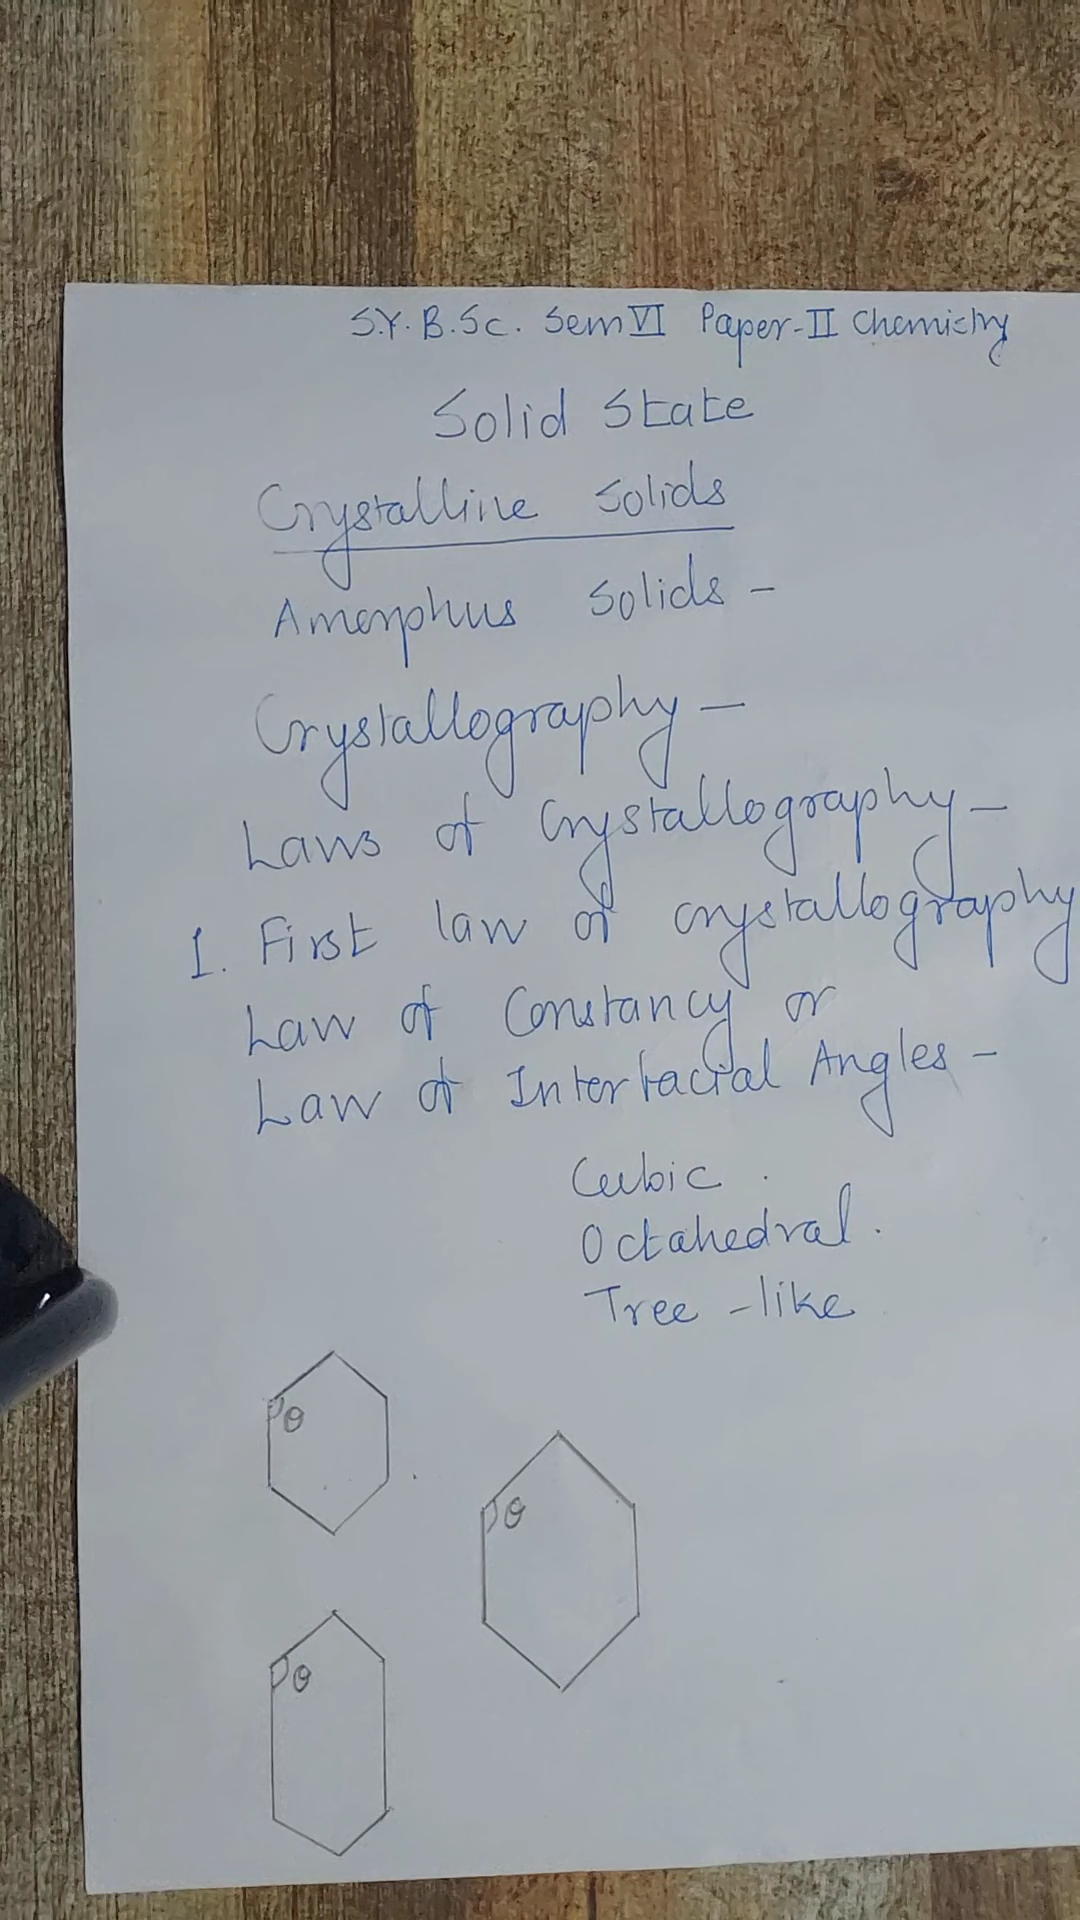 S.Y. B.Sc. Sem VI Paper-II Chemistry
Solid State
Crystalline Solids
Amorphus Solids -
Crystallography -
Laws of Crystallography -
1. First law of crystallography
Law of Constancy or
Law of Interfacial Angles -
Cubic .
Octahedral .
Tree -like
θ
θ
θ